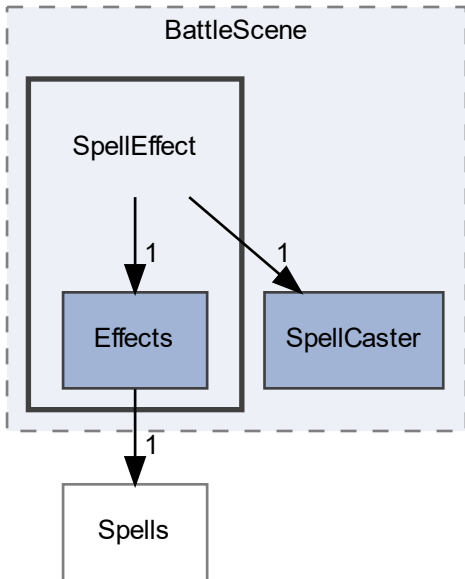 BattleScene
SpellEffect
1
1
Effects
SpellCaster
1
Spells